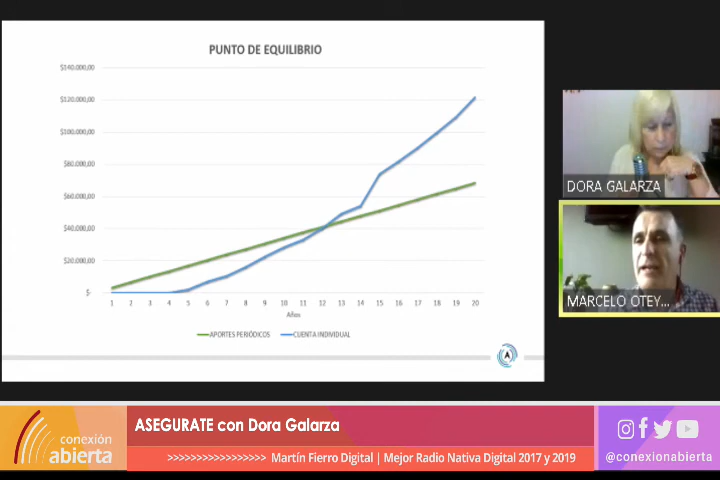 PUNTO DE EQUILIBRIO
$140.000,00
$120.000,00
$100.000,00
$80.000,00
$60.000,00
$40.000,00
$20.000,00
$-
1 2 3 4 5 6 7 8 9 10 11 12 13 14 15 16 17 18 19 20
Años
APORTES PERIÓDICOS CUENTA INDIVIDUAL
A
DORA GALARZA
MARCELO OTEY...
conexión
abierta
ASEGURATE con Dora Galarza
>>>>>>>>>>>>>>>>> Martín Fierro Digital | Mejor Radio Nativa Digital 2017 y 2019
@conexionabierta